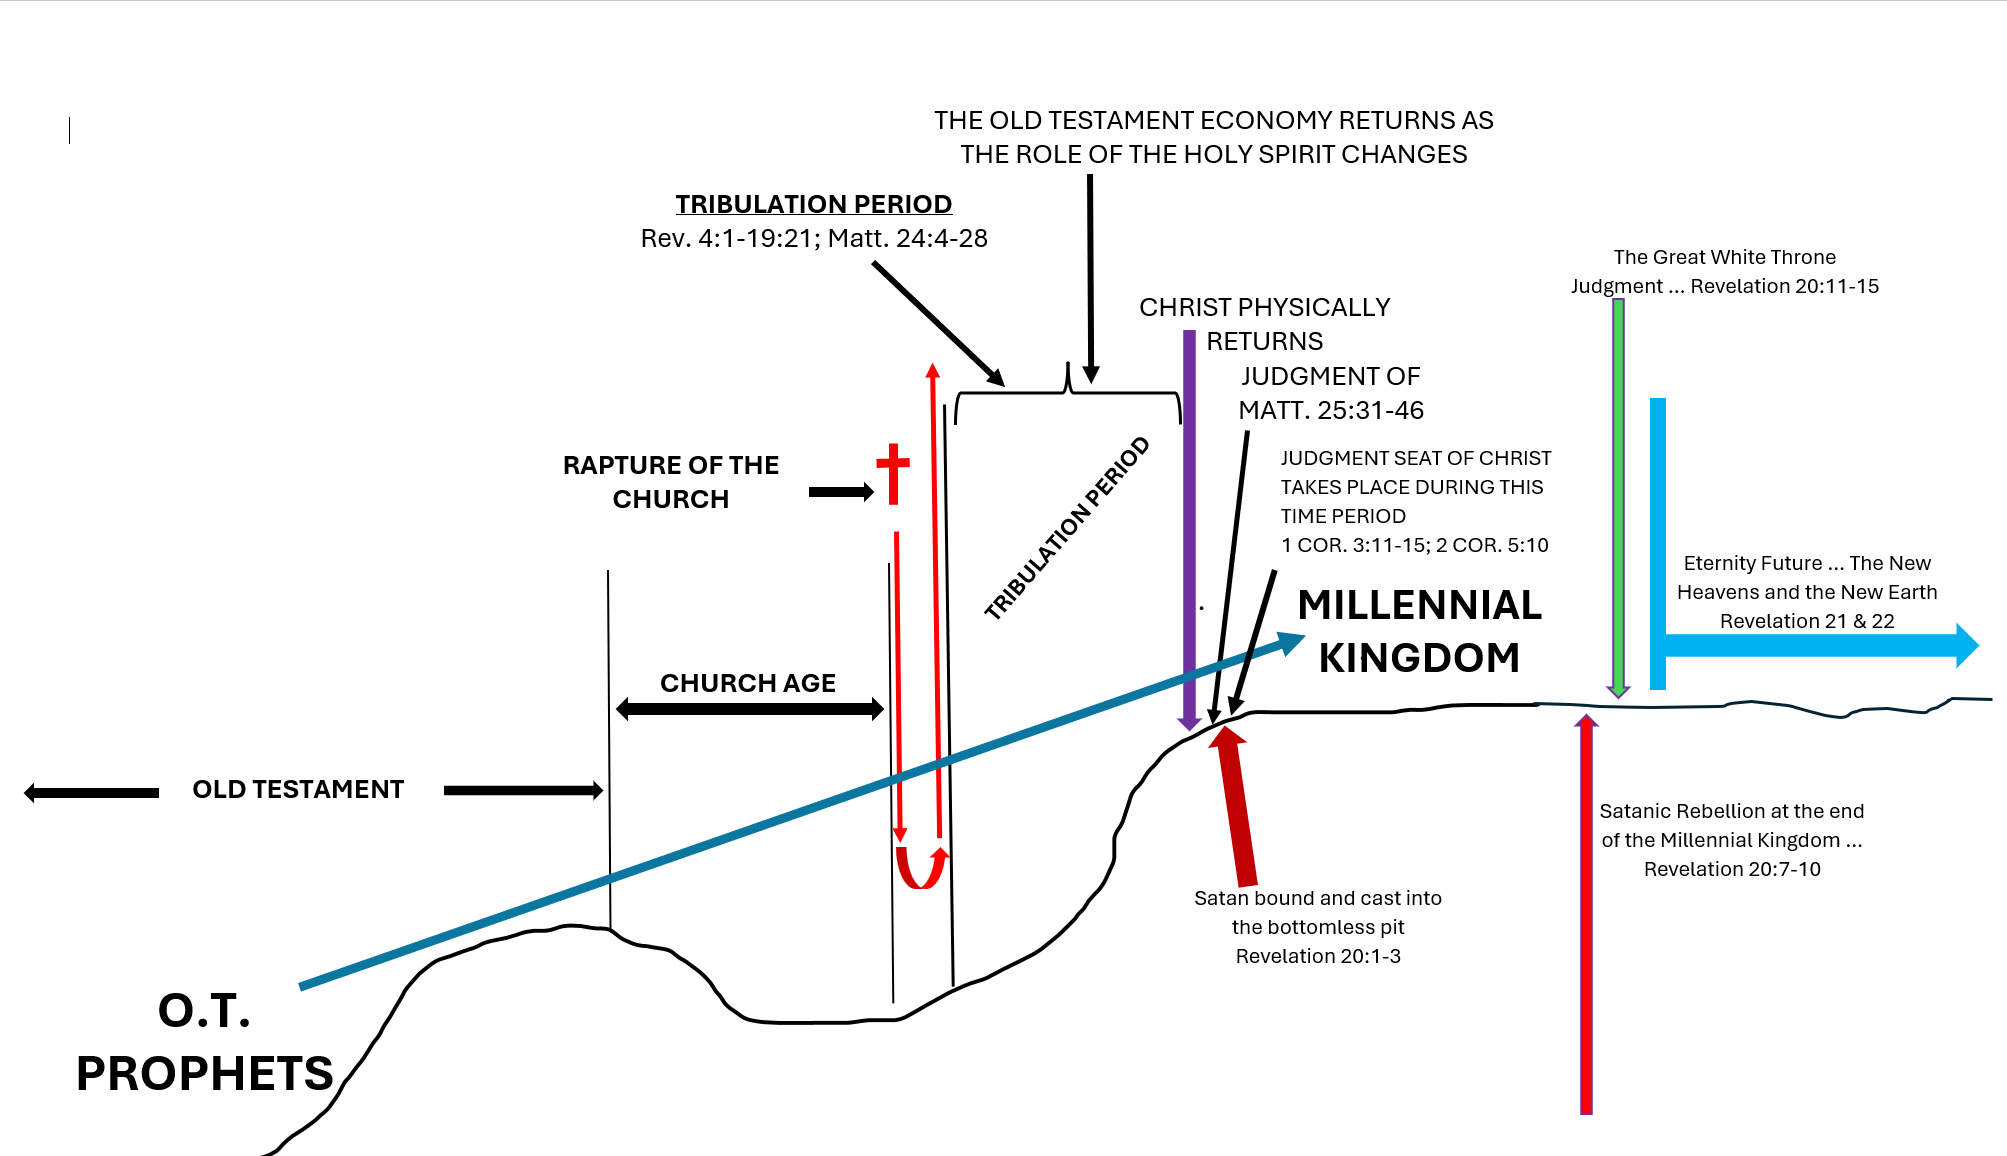 THE OLD TESTAMENT ECONOMY RETURNS AS
THE ROLE OF THE HOLY SPIRIT CHANGES
TRIBULATION PERIOD
Rev. 4:1-19:21; Matt. 24:4-28
The Great White Throne
Judgment ... Revelation 20:11-15
CHRIST PHYSICALLY
RETURNS
JUDGMENT OF
MATT. 25:31-46
RAPTURE OF THE
CHURCH
TRIBULATION PERIOD
JUDGMENT SEAT OF CHRIST
TAKES PLACE DURING THIS
TIME PERIOD
1 COR. 3:11-15; 2 COR. 5:10
Eternity Future ... The New
Heavens and the New Earth
Revelation 21 & 22
MILLENNIAL
KINGDOM
CHURCH AGE
OLD TESTAMENT
Satanic Rebellion at the end
of the Millennial Kingdom ...
Revelation 20:7-10
Satan bound and cast into
the bottomless pit
Revelation 20:1-3
O.T.
PROPHETS